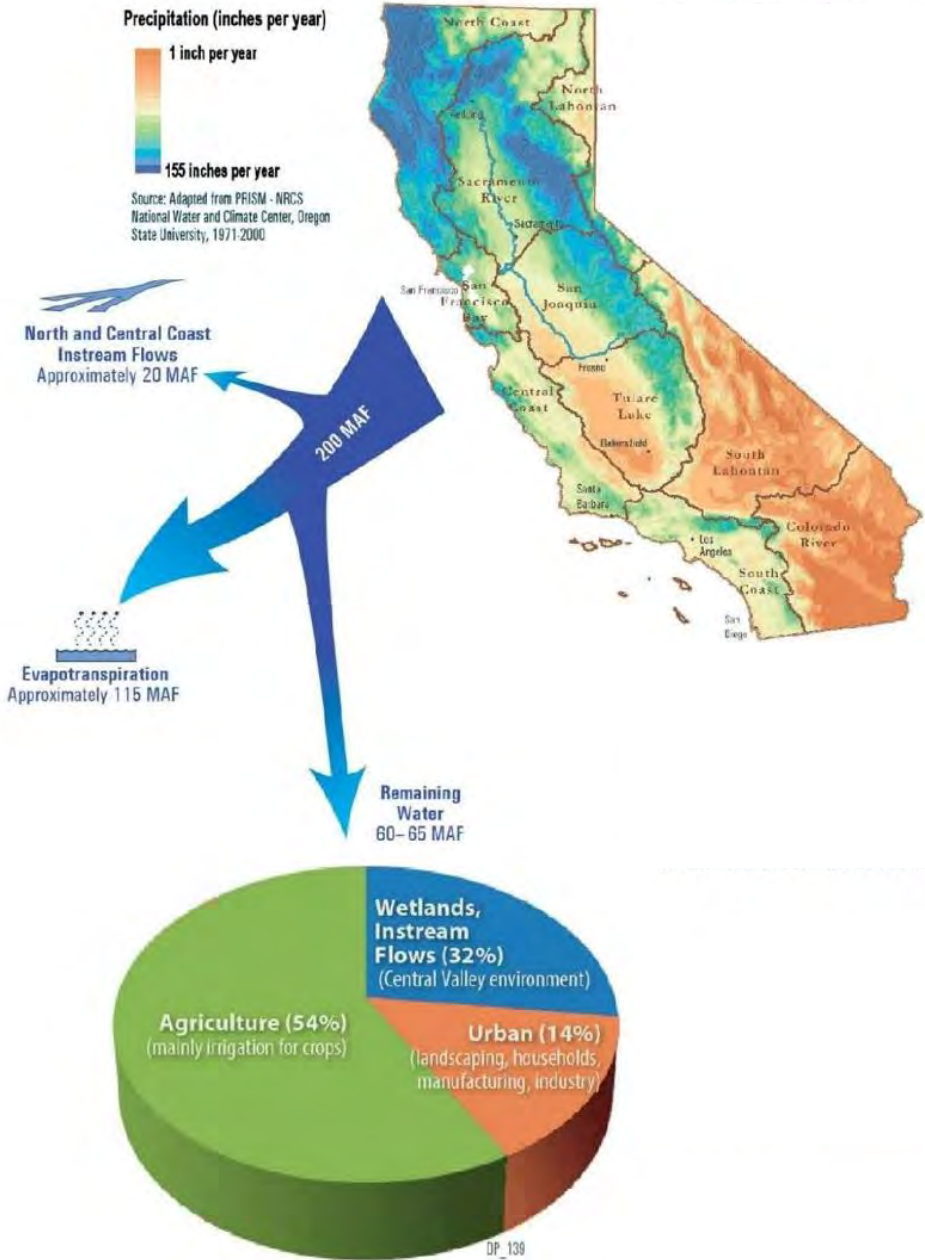 Precipitation (inches per year)
1 inch per year
155 inches per year
Source: Adapted from PRISM - NRCS
National Water and Climate Center, Oregon
State University, 1971-2000
North Coast
North
Lahontan
Redding
Sacramento
River
Sacramento
San Francisco
San
Francisco
Bay
San
Joaquin
Fresno
Central
Coast
Tulare
Lake
Bakersfield
South
Lahontan
Santa
Barbara
Los
Angeles
Colorado
River
South
Coast
San
Diego
North and Central Coast
Instream Flows
Approximately 20 MAF
200 MAF
Evapotranspiration
Approximately 115 MAF
Remaining
Water
60–65 MAF
Wetlands,
Instream
Flows (32%)
(Central Valley environment)
Agriculture (54%)
(mainly irrigation for crops)
Urban (14%)
(landscaping, households,
manufacturing, industry)
DP_139